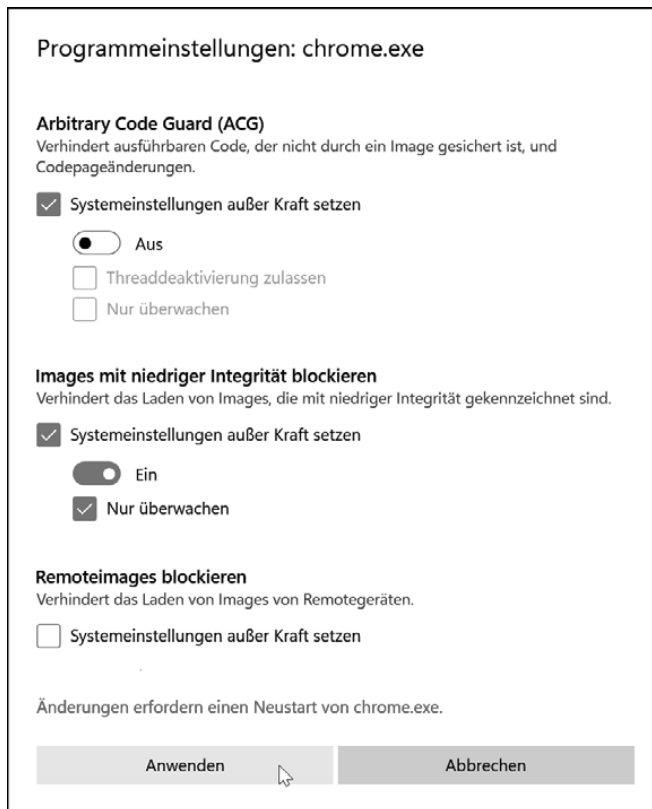 Programmeinstellungen: chrome.exe
Arbitrary Code Guard (ACG)
Verhindert ausführbaren Code, der nicht durch ein Image gesichert ist, und
Codepageänderungen.
Systemeinstellungen außer Kraft setzen
Aus
Threaddeaktivierung zulassen
Nur überwachen
Images mit niedriger Integrität blockieren
Verhindert das Laden von Images, die mit niedriger Integrität gekennzeichnet sind.
Systemeinstellungen außer Kraft setzen
Ein
Nur überwachen
Remoteimages blockieren
Verhindert das Laden von Images von Remotegeräten.
Systemeinstellungen außer Kraft setzen
Änderungen erfordern einen Neustart von chrome.exe.
Anwenden Abbrechen